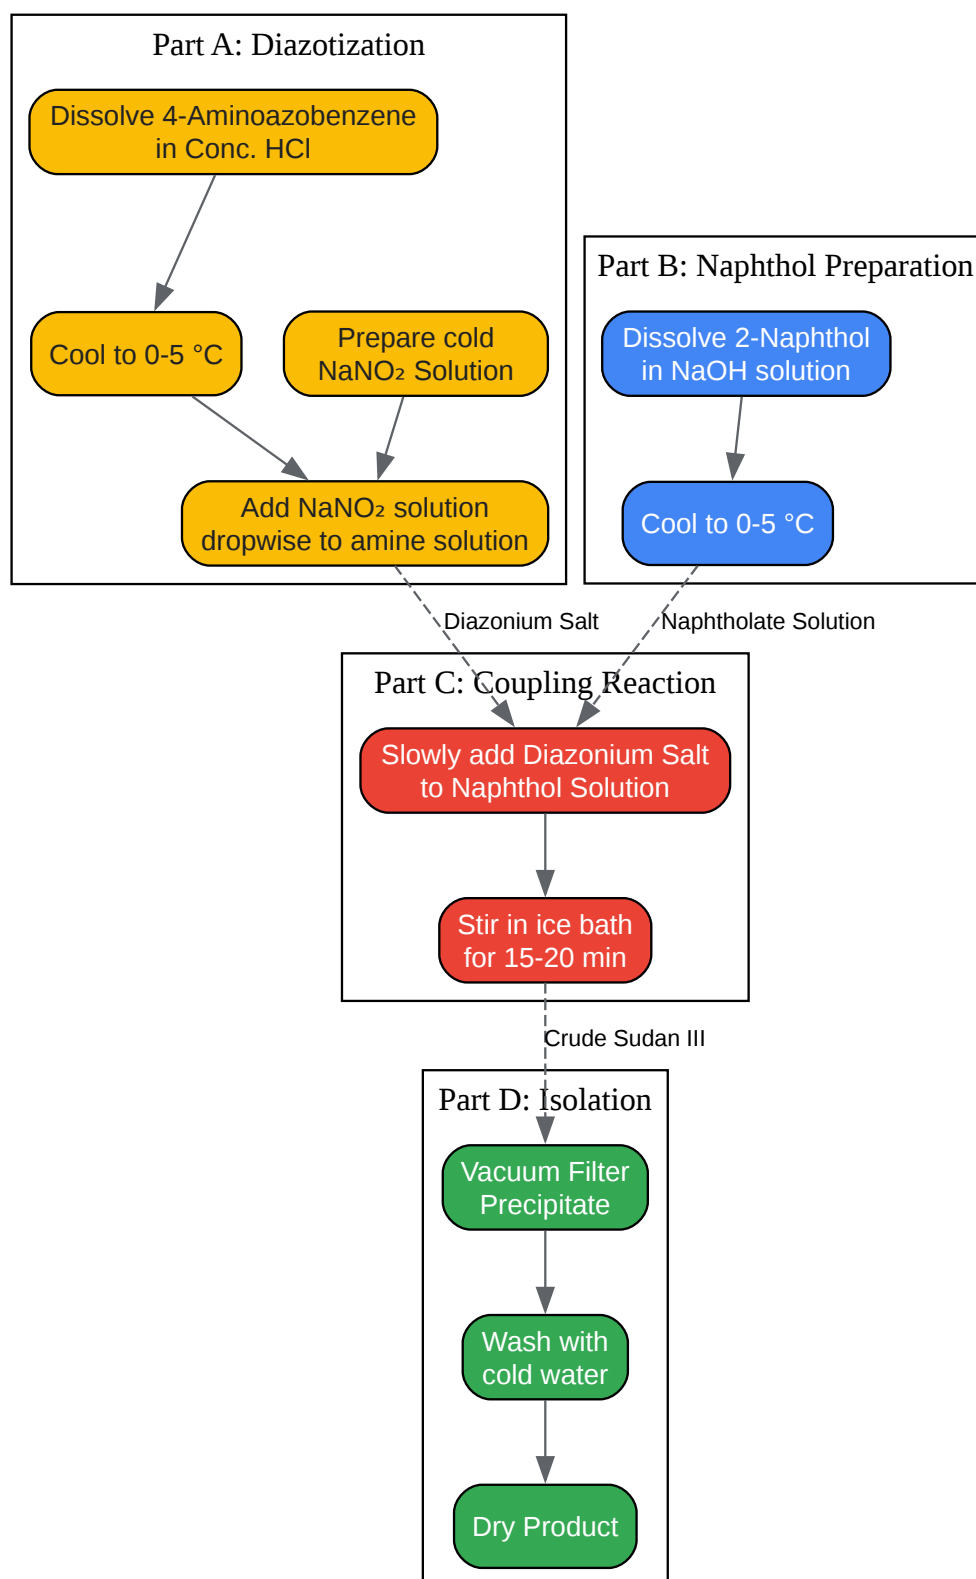 Part A: Diazotization
Dissolve 4-Aminoazobenzene
in Conc. HCl
Cool to 0-5 °C
Prepare cold
NaNO₂ Solution
Add NaNO₂ solution
dropwise to amine solution
Part B: Naphthol Preparation
Dissolve 2-Naphthol
in NaOH solution
Cool to 0-5 °C
Diazonium Salt
Naphtholate Solution
Part C: Coupling Reaction
Slowly add Diazonium Salt
to Naphthol Solution
Stir in ice bath
for 15-20 min
Crude Sudan III
Part D: Isolation
Vacuum Filter
Precipitate
Wash with
cold water
Dry Product